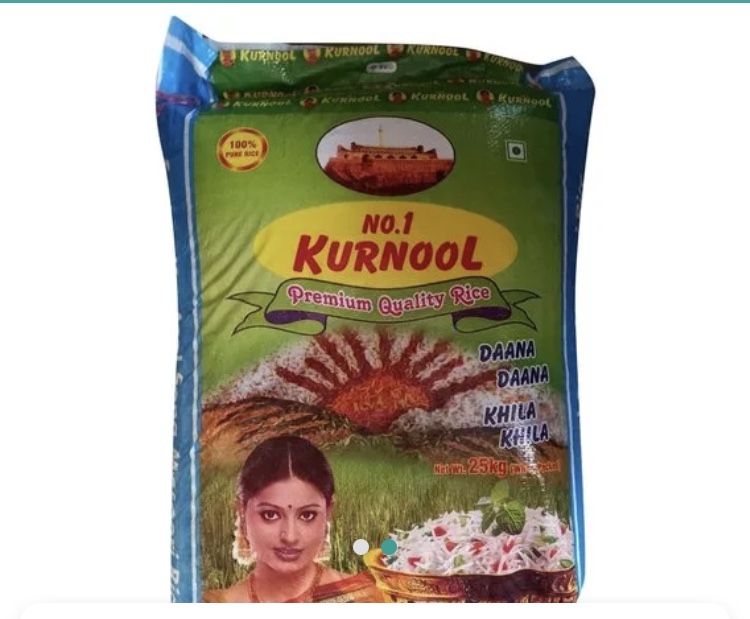 KURNOOL KURNOOL KURNOOL KURNOOL
KURNOOL KURNOOL KURNOOL KURNOOL
100%
PURE RICE
NO.1
KURNOOL
Premium Quality Rice
DAANA
DAANA
KHILA
KHILA
Net Wt. 25kg